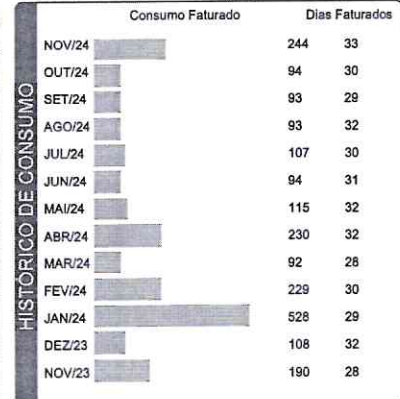 Consumo Faturado Dias Faturados
HISTÓRICO DE CONSUMO
NOV/24 244 33
OUT/24 94 30
SET/24 93 29
AGO/24 93 32
JUL/24 107 30
JUN/24 94 31
MAI/24 115 32
ABR/24 230 32
MAR/24 92 28
FEV/24 229 30
JAN/24 528 29
DEZ/23 108 32
NOV/23 190 28